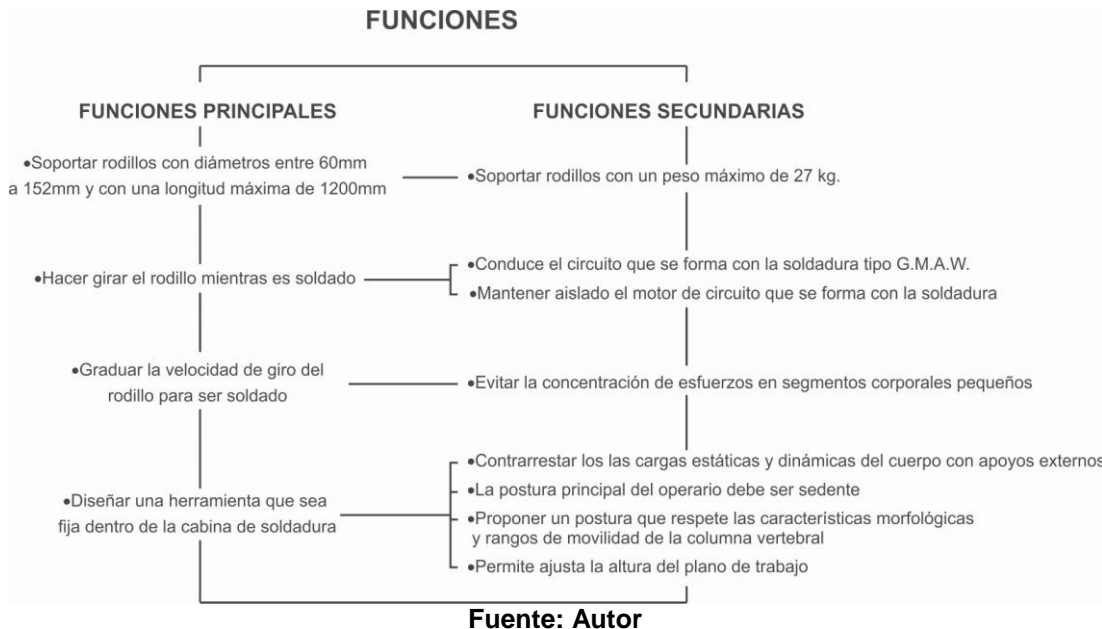 FUNCIONES
FUNCIONES PRINCIPALES
FUNCIONES SECUNDARIAS
•Soportar rodillos con diámetros entre 60mm
a 152mm y con una longitud máxima de 1200mm
•Soportar rodillos con un peso máximo de 27 kg.
•Hacer girar el rodillo mientras es soldado
•Conduce el circuito que se forma con la soldadura tipo G.M.A.W.
•Mantener aislado el motor de circuito que se forma con la soldadura
•Graduar la velocidad de giro del
rodillo para ser soldado
•Evitar la concentración de esfuerzos en segmentos corporales pequeños
•Diseñar una herramienta que sea
fija dentro de la cabina de soldadura
•Contrarrestar los las cargas estáticas y dinámicas del cuerpo con apoyos externos
•La postura principal del operario debe ser sedente
•Proponer un postura que respete las características morfológicas
y rangos de movilidad de la columna vertebral
•Permite ajusta la altura del plano de trabajo
Fuente: Autor